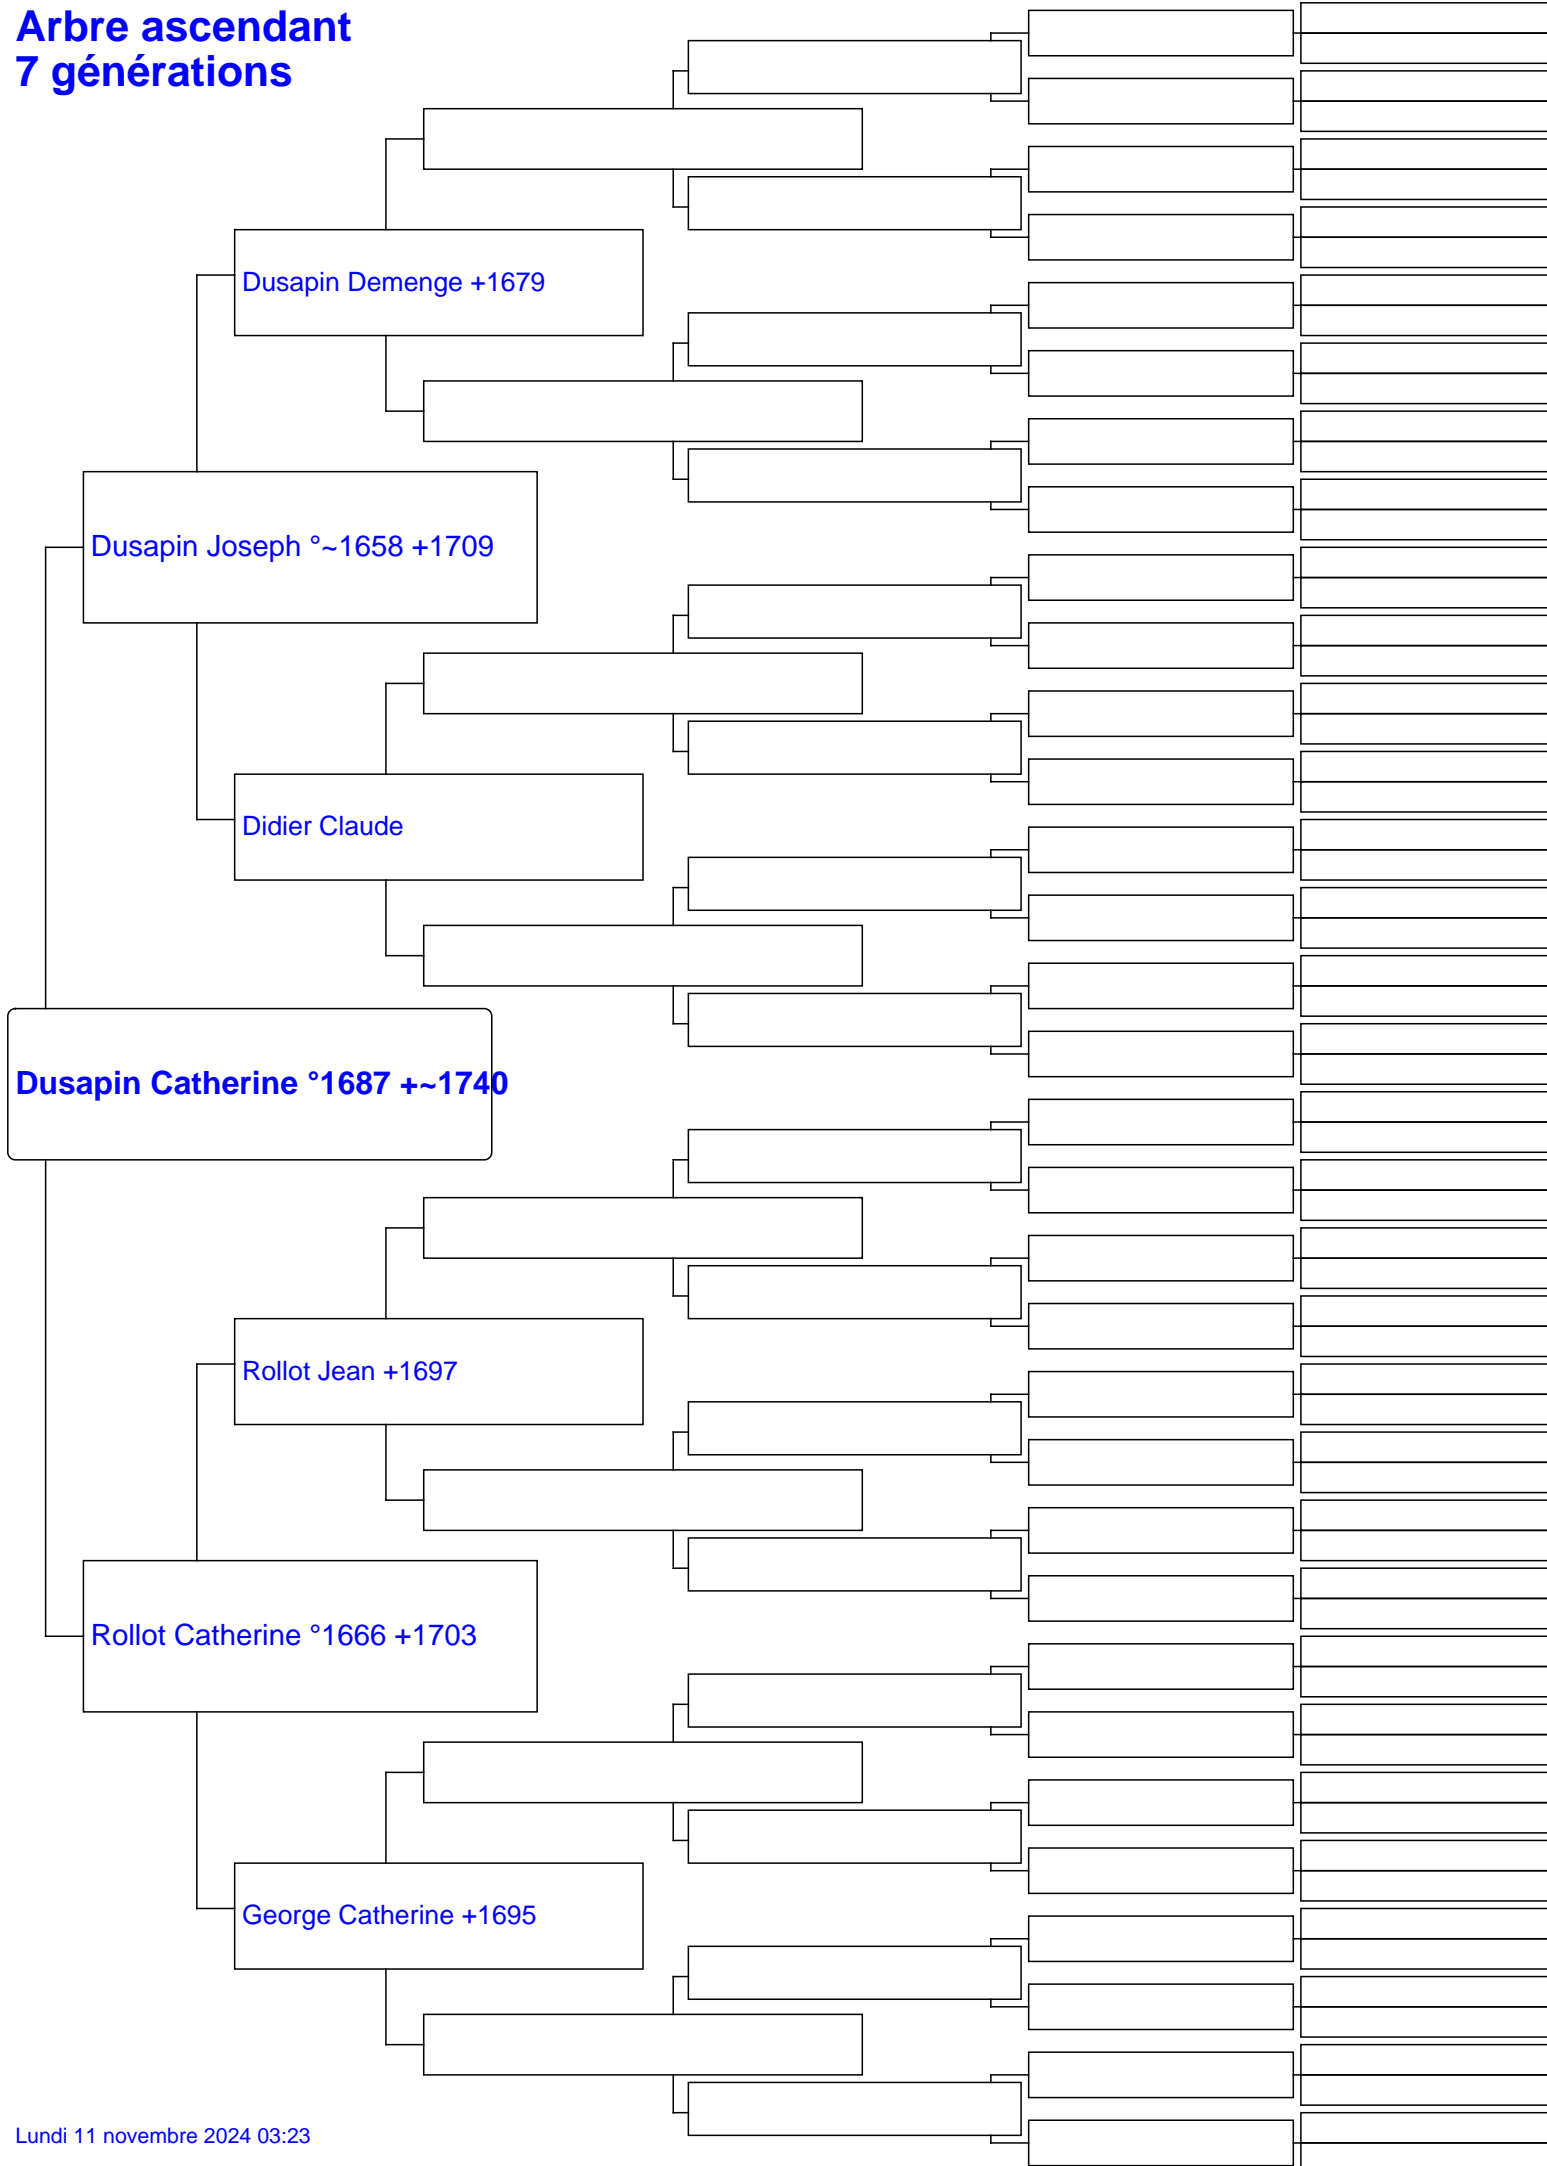 Arbre ascendant
7 générations
Dusapin Demenge +1679
Dusapin Joseph °~1658 +1709
Didier Claude
Dusapin Catherine °1687 +~1740
Rollot Jean +1697
Rollot Catherine °1666 +1703
George Catherine +1695
Lundi 11 novembre 2024 03:23